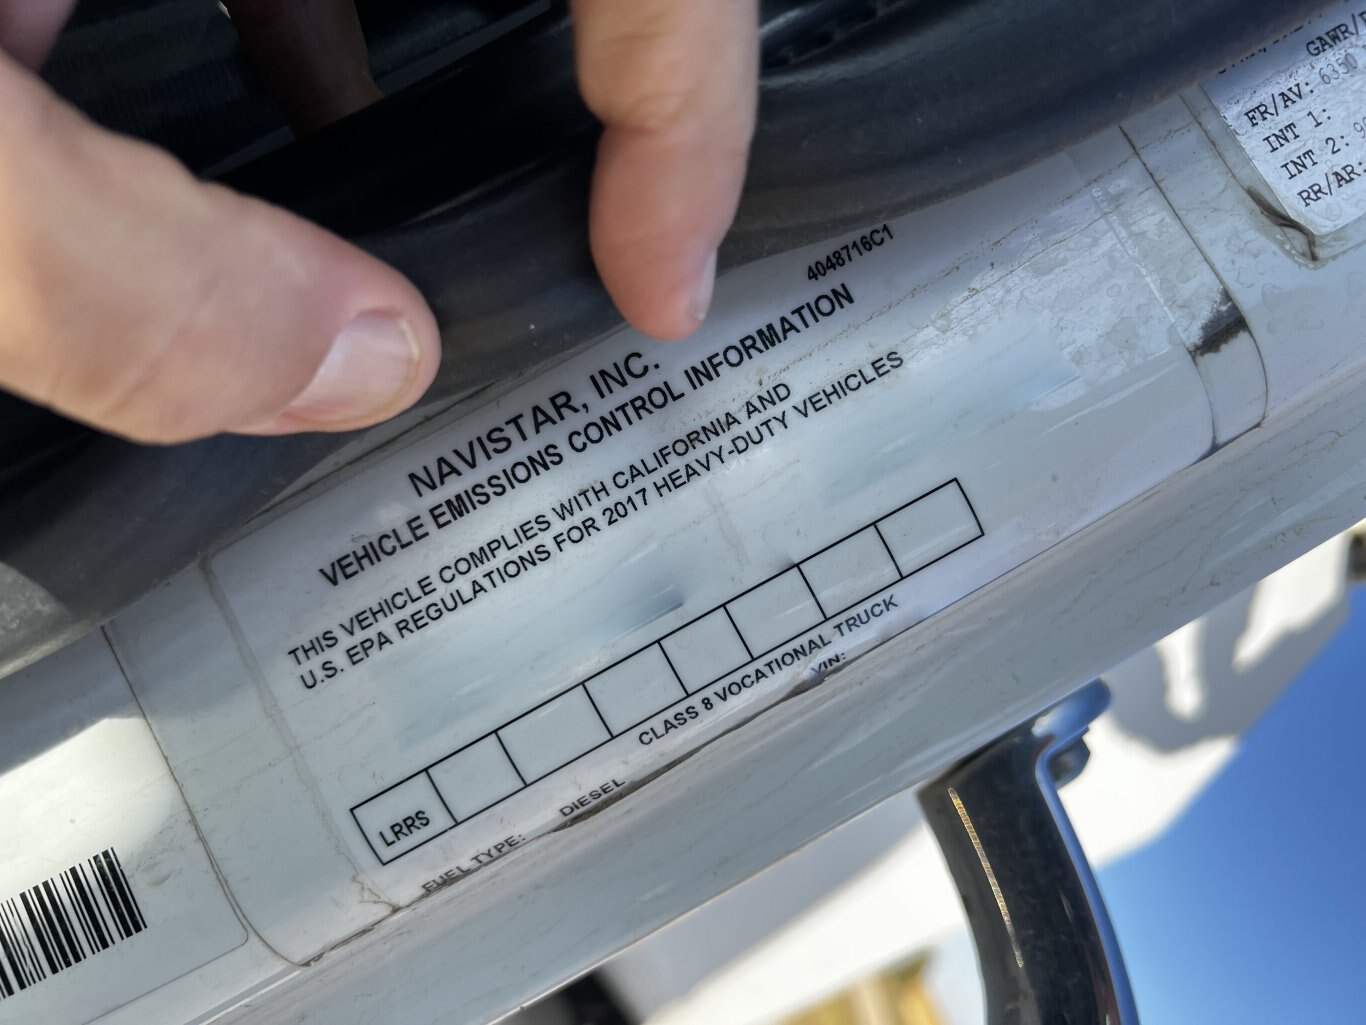 4048716C1
NAVISTAR, INC.
VEHICLE EMISSIONS CONTROL INFORMATION
THIS VEHICLE COMPLIES WITH CALIFORNIA AND
U.S. EPA REGULATIONS FOR 2017 HEAVY-DUTY VEHICLES
LRRS
CLASS 8 VOCATIONAL TRUCK
FUEL TYPE: DIESEL VIN:
FR/AV: 6350
INT 1:
INT 2:
RR/AR: